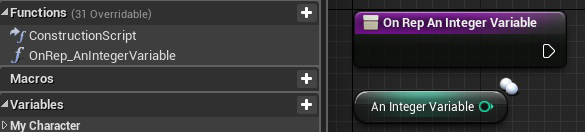 Functions (31 Overridable)
ConstructionScript
OnRep_AnIntegerVariable
Macros
Variables
My Character
On Rep An Integer Variable
An Integer Variable